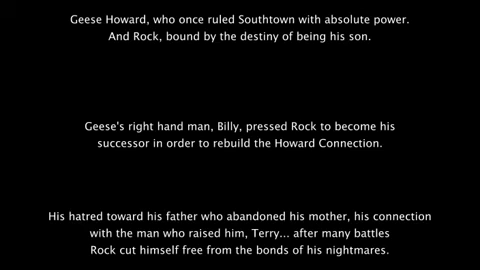 Geese Howard, who once ruled Southtown with absolute power.
And Rock, bound by the destiny of being his son.
Geese's right hand man, Billy, pressed Rock to become his
successor in order to rebuild the Howard Connection.
His hatred toward his father who abandoned his mother, his connection
with the man who raised him, Terry... after many battles
Rock cut himself free from the bonds of his nightmares.